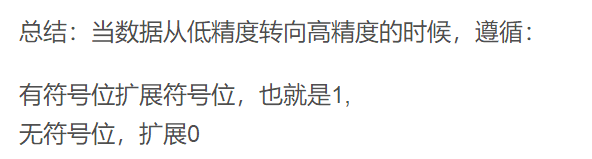 总结：当数据从低精度转向高精度的时候，遵循：
有符号位扩展符号位，也就是1,
无符号位，扩展0